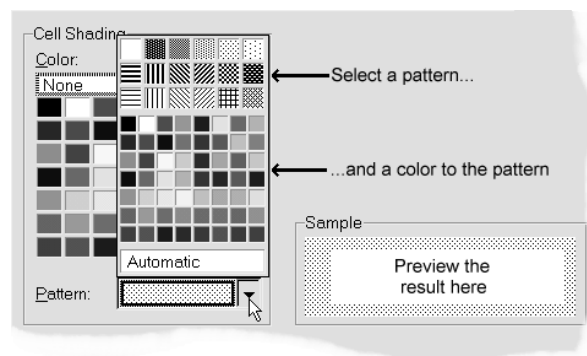 Cell Shading
Color:
None
Select a pattern...
...and a color to the pattern
Automatic
Pattern:
Sample
Preview the
result here